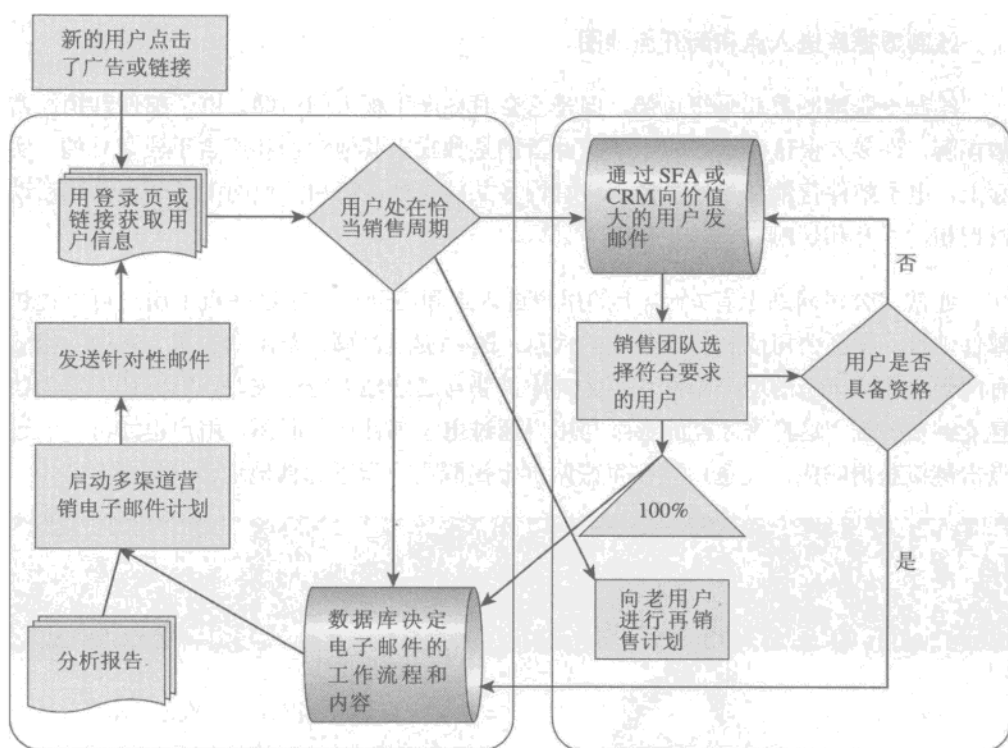 新的用户点击
了广告或链接
用登录页或
链接获取用
户信息
用户处在恰
当销售周期
通过SFA或
CRM向价值
大的用户发
邮件
否
发送针对性邮件
销售团队选
择符合要求
的用户
用户是否
具备资格
启动多渠道营
销电子邮件计划
100%
是
分析报告
数据库决定
电子邮件的
工作流程和
内容
向老用户
进行再销
售计划